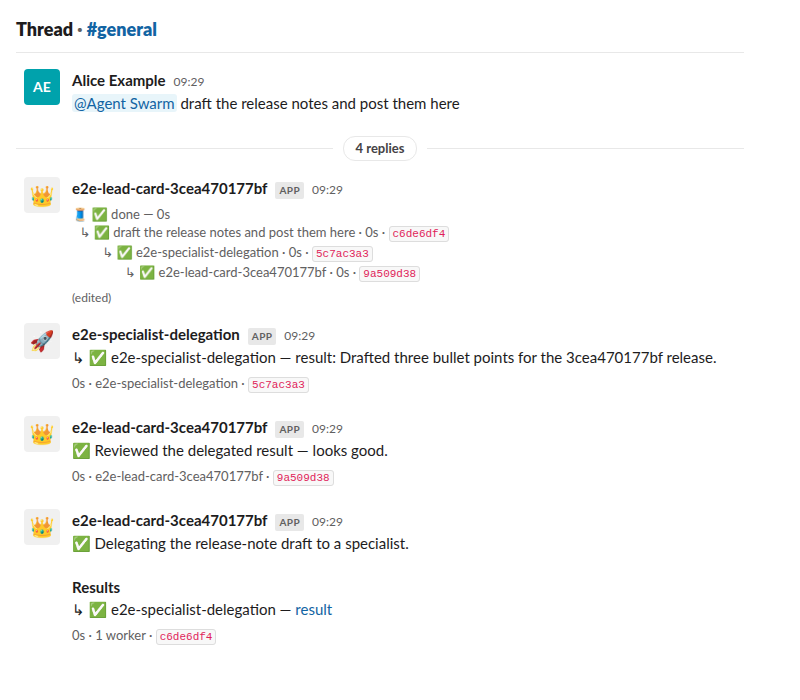 Thread • #general
AE
Alice Example 09:29
@Agent Swarm draft the release notes and post them here
4 replies
e2e-lead-card-3cea470177bf APP 09:29
🧵 ✅ done — 0s
↳ ✅ draft the release notes and post them here · 0s · c6de6df4
↳ ✅ e2e-specialist-delegation · 0s · 5c7ac3a3
↳ ✅ e2e-lead-card-3cea470177bf · 0s · 9a509d38
(edited)
e2e-specialist-delegation APP 09:29
↳ ✅ e2e-specialist-delegation — result: Drafted three bullet points for the 3cea470177bf release.
0s · e2e-specialist-delegation · 5c7ac3a3
e2e-lead-card-3cea470177bf APP 09:29
✅ Reviewed the delegated result — looks good.
0s · e2e-lead-card-3cea470177bf · 9a509d38
e2e-lead-card-3cea470177bf APP 09:29
✅ Delegating the release-note draft to a specialist.
Results
↳ ✅ e2e-specialist-delegation — result
0s · 1 worker · c6de6df4